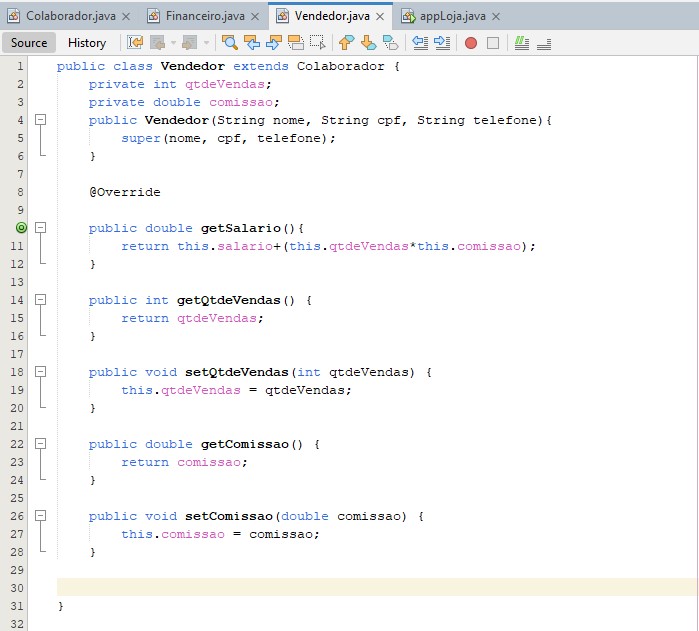 Colaborador.java
Financeiro.java
Vendedor.java
appLoja.java
Source History
1 public class Vendedor extends Colaborador {
2 private int qtdeVendas;
3 private double comissao;
4 public Vendedor(String nome, String cpf, String telefone){
5 super(nome, cpf, telefone);
6 }
7
8 @Override
9
public double getSalario(){
11 return this.salario+(this.qtdeVendas*this.comissao);
12 }
13
14 public int getQtdeVendas() {
15 return qtdeVendas;
16 }
17
18 public void setQtdeVendas(int qtdeVendas) {
19 this.qtdeVendas = qtdeVendas;
20 }
21
22 public double getComissao() {
23 return comissao;
24 }
25
26 public void setComissao(double comissao) {
27 this.comissao = comissao;
28 }
29
30
31 }
32